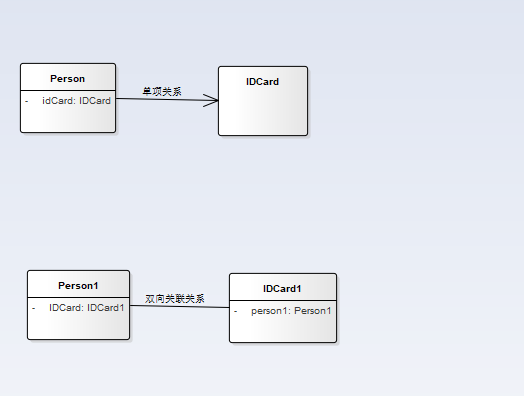 Person
- idCard: IDCard
单项关系
IDCard
Person1
- IDCard: IDCard1
双向关联关系
IDCard1
- person1: Person1